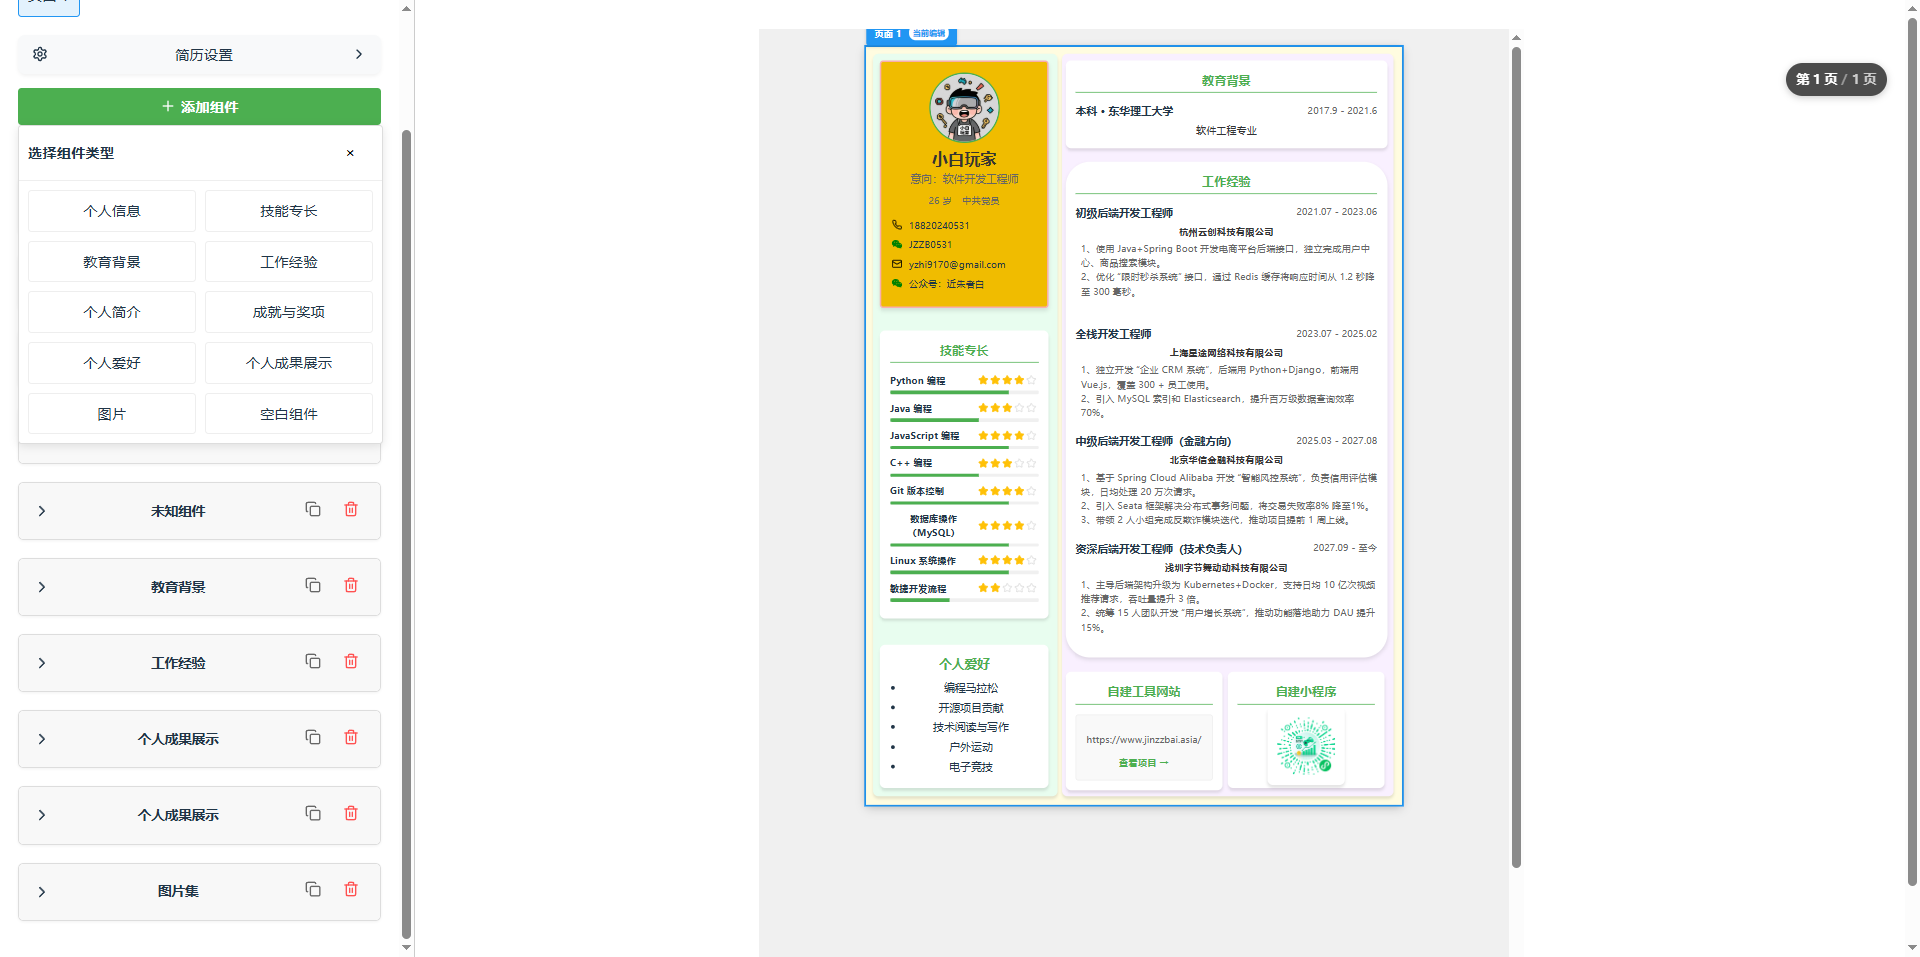 简历设置
+ 添加组件
选择组件类型
×
个人信息
技能专长
教育背景
工作经验
个人简介
成就与奖项
个人爱好
个人成果展示
图片
空白组件
未知组件
教育背景
工作经验
个人成果展示
个人成果展示
图片集
页面 1 当前编辑
小白玩家
意向：软件开发工程师
26 岁 中共党员
18820240531
JZZB0531
yzhi9170@gmail.com
公众号：近朱者白
技能专长
Python 编程
Java 编程
JavaScript 编程
C++ 编程
Git 版本控制
数据库操作
（MySQL）
Linux 系统操作
敏捷开发流程
个人爱好
• 编程马拉松
• 开源项目贡献
• 技术阅读与写作
• 户外运动
• 电子竞技
教育背景
本科 • 东华理工大学 2017.9 - 2021.6
软件工程专业
工作经验
初级后端开发工程师 2021.07 - 2023.06
杭州云创科技有限公司
1、使用 Java+Spring Boot 开发电商平台后端接口，独立完成用户中
心、商品搜索模块。
2、优化 “限时秒杀系统” 接口，通过 Redis 缓存将响应时间从 1.2 秒降
至 300 毫秒。
全栈开发工程师 2023.07 - 2025.02
上海星途网络科技有限公司
1、独立开发 “企业 CRM 系统”，后端用 Python+Django，前端用
Vue.js，覆盖 300 + 员工使用。
2、引入 MySQL 索引和 Elasticsearch，提升百万级数据查询效率
70%。
中级后端开发工程师（金融方向） 2025.03 - 2027.08
北京华信金融科技有限公司
1、基于 Spring Cloud Alibaba 开发 “智能风控系统”，负责信用评估模
块，日均处理 20 万次请求。
2、引入 Seata 框架解决分布式事务问题，将交易失败率8% 降至1%。
3、带领 2 人小组完成反欺诈模块迭代，推动项目提前 1 周上线。
资深后端开发工程师（技术负责人） 2027.09 - 至今
浅圳字节舞动动科技有限公司
1、主导后端架构升级为 Kubernetes+Docker，支持日均 10 亿次视频
推荐请求，吞吐量提升 3 倍。
2、统筹 15 人团队开发 “用户增长系统”，推动功能落地助力 DAU 提升
15%。
自建工具网站
https://www.jinzzbai.asia/
查看项目 →
自建小程序
第 1 页 / 1 页